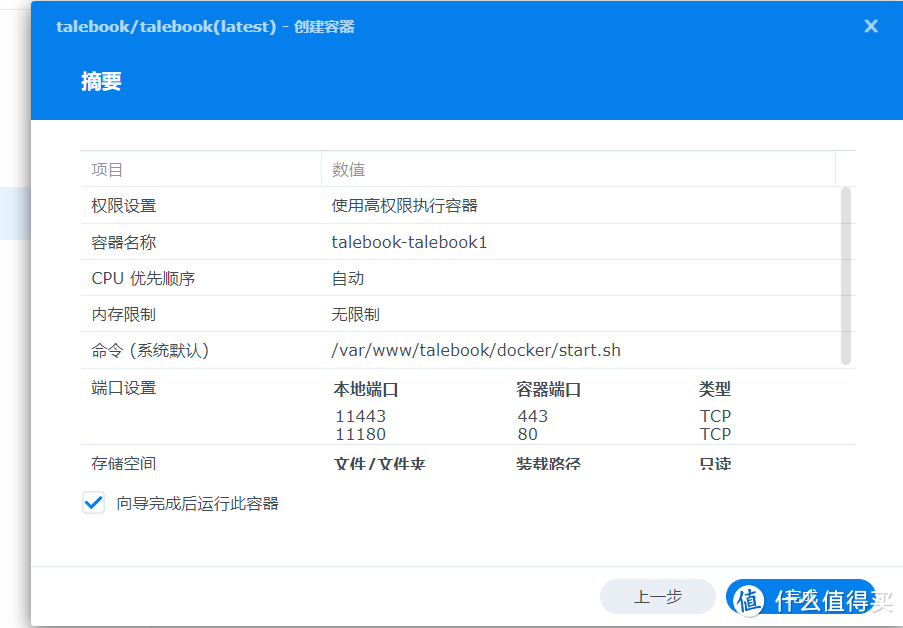 talebook/talebook(latest) - 创建容器
摘要
项目 数值
权限设置 使用高权限执行容器
容器名称 talebook-talebook1
CPU 优先顺序 自动
内存限制 无限制
命令 (系统默认) /var/www/talebook/docker/start.sh
端口设置 本地端口 容器端口 类型
11443 443 TCP
11180 80 TCP
存储空间 文件/文件夹 装载路径 只读
向导完成后运行此容器
上一步 完成
值 什么值得买